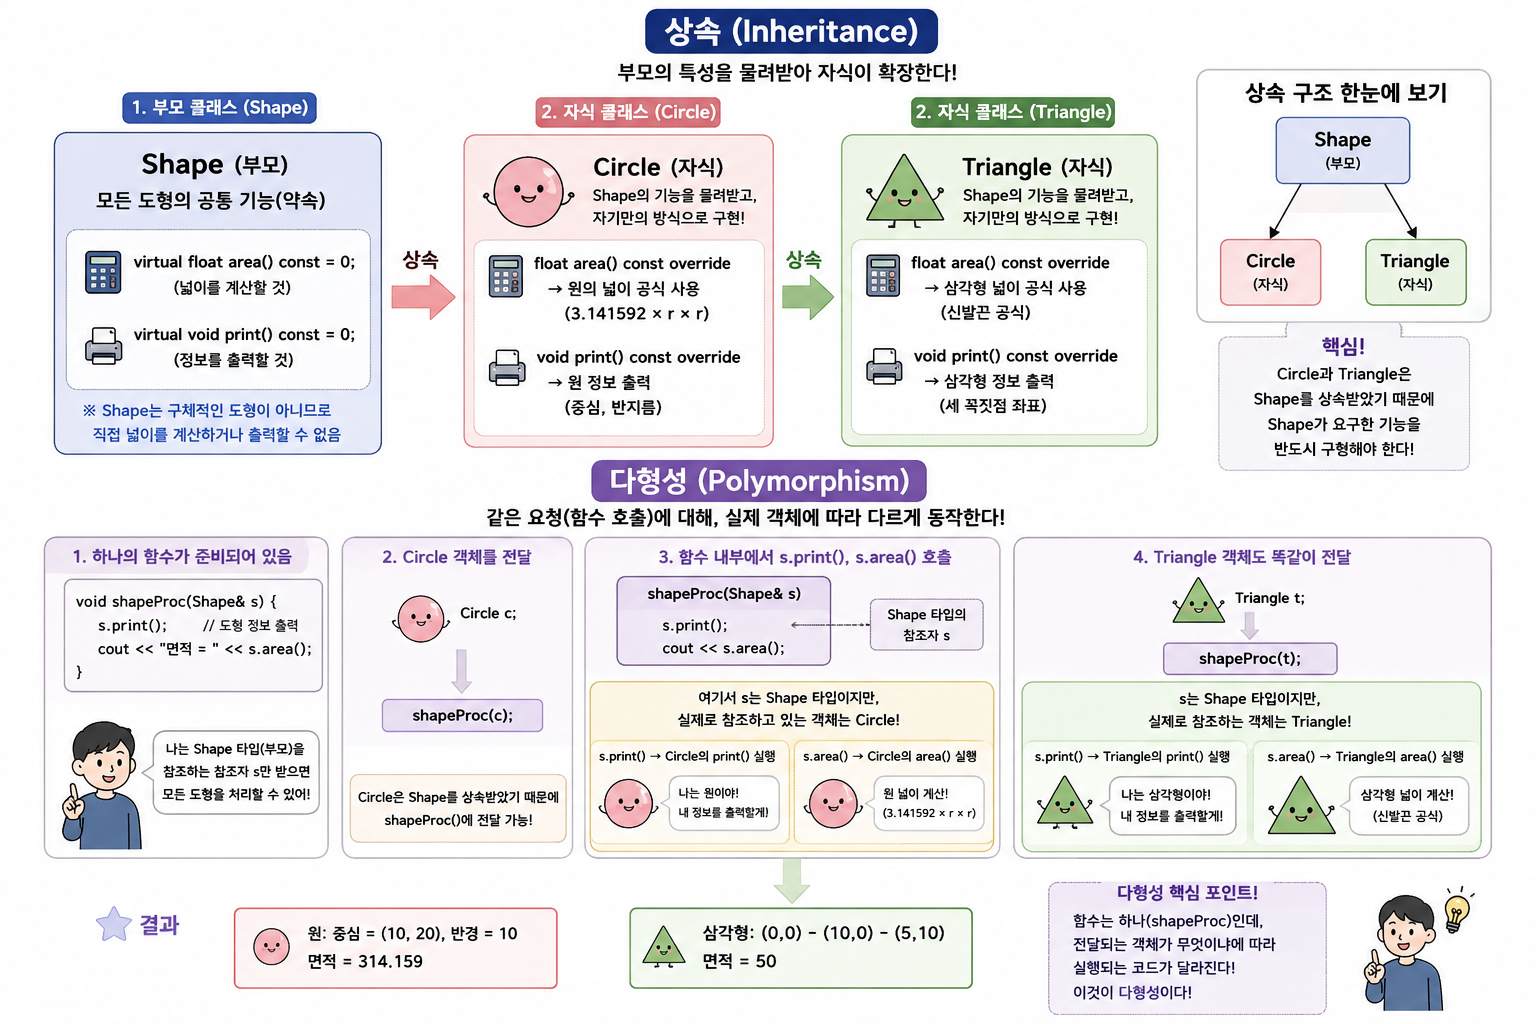 상속 (Inheritance)
부모의 특성을 물려받아 자식이 확장한다!
1. 부모 클래스 (Shape)
Shape (부모)
모든 도형의 공통 기능(약속)
virtual float area() const = 0;
(넓이를 계산할 것)
virtual void print() const = 0;
(정보를 출력할 것)
※ Shape는 구체적인 도형이 아니므로
직접 넓이를 계산하거나 출력할 수 없음
상속
2. 자식 클래스 (Circle)
Circle (자식)
Shape의 기능을 물려받고,
자기만의 방식으로 구현!
float area() const override
→ 원의 넓이 공식 사용
(3.141592 × r × r)
void print() const override
→ 원 정보 출력
(중심, 반지름)
상속
2. 자식 클래스 (Triangle)
Triangle (자식)
Shape의 기능을 물려받고,
자기만의 방식으로 구현!
float area() const override
→ 삼각형 넓이 공식 사용
(신발끈 공식)
void print() const override
→ 삼각형 정보 출력
(세 꼭짓점 좌표)
상속 구조 한눈에 보기
Shape
(부모)
Circle
(자식)
Triangle
(자식)
핵심!
Circle과 Triangle은
Shape를 상속받았기 때문에
Shape가 요구한 기능을
반도시 구형해야 한다!
다형성 (Polymorphism)
같은 요청(함수 호출)에 대해, 실제 객체에 따라 다르게 동작한다!
1. 하나의 함수가 준비되어 있음
void shapeProc(Shape& s) {
s.print(); // 도형 정보 출력
cout << "면적 = " << s.area();
}
나는 Shape 타입(부모)을
참조하는 참조자 s만 받으면
모든 도형을 처리할 수 있어!
2. Circle 객체를 전달
Circle c;
shapeProc(c);
Circle은 Shape를 상속받았기 때문에
shapeProc()에 전달 가능!
3. 함수 내부에서 s.print(), s.area() 호출
shapeProc(Shape& s)
s.print();
cout << s.area();
Shape 타입의
참조자 s
여기서 s는 Shape 타입이지만,
실제로 참조하고 있는 객체는 Circle!
s.print() → Circle의 print() 실행
나는 원이야!
내 정보를 출력할게!
s.area() → Circle의 area() 실행
원 넓이 계산!
(3.141592 × r × r)
4. Triangle 객체도 똑같이 전달
Triangle t;
shapeProc(t);
s는 Shape 타입이지만,
실제로 참조하는 객체는 Triangle!
s.print() → Triangle의 print() 실행
나는 삼각형이야!
내 정보를 출력할게!
s.area() → Triangle의 area() 실행
삼각형 넓이 계산!
(신발끈 공식)
결과
원: 중심 = (10, 20), 반경 = 10
면적 = 314.159
삼각형: (0,0) - (10,0) - (5,10)
면적 = 50
다형성 핵심 포인트!
함수는 하나(shapeProc)인데,
전달되는 객체가 무엇이냐에 따라
실행되는 코드가 달라진다!
이것이 다형성이다!